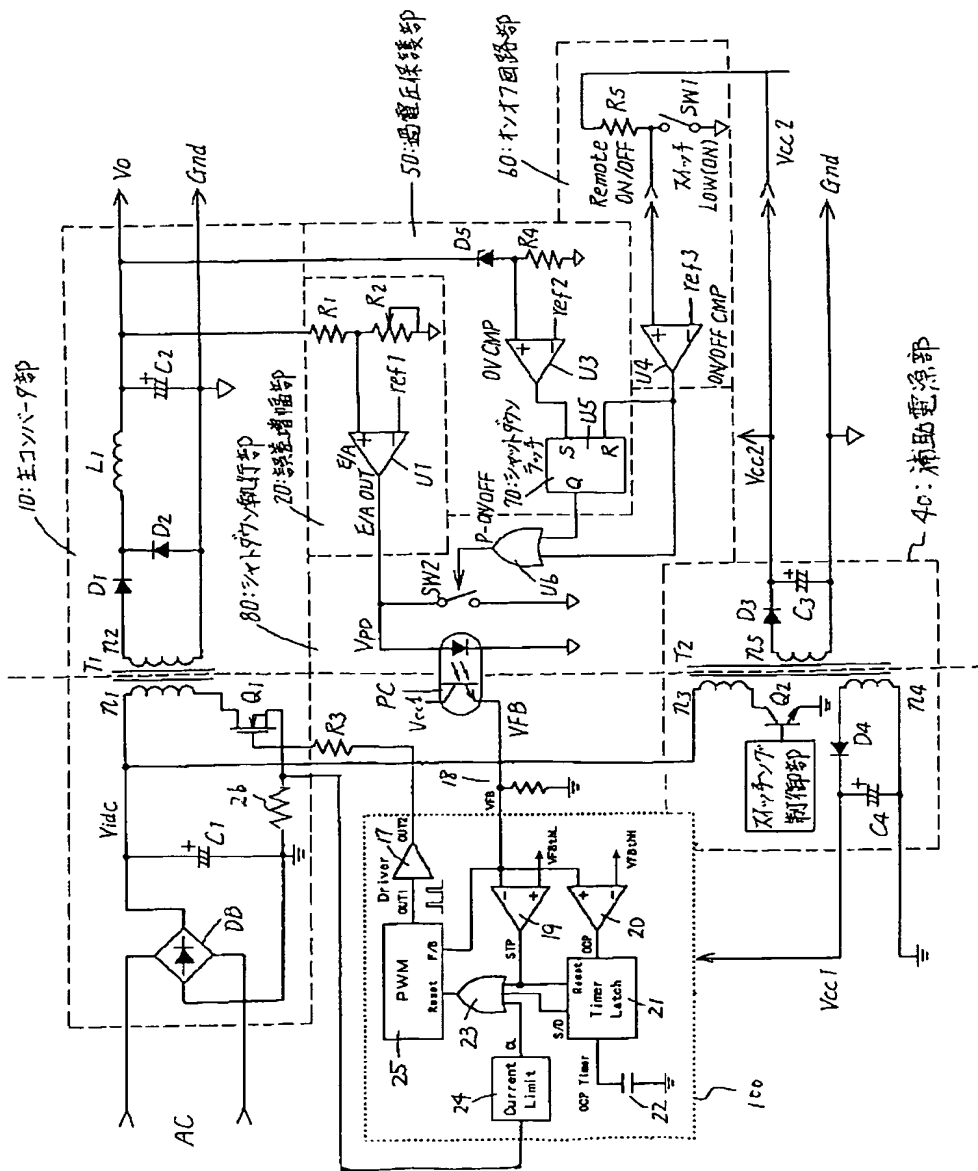 10:主コンバータ部
AC
DB
Vidc
C1
26
n1
T1
n2
Q1
D1
D2
L1
C2
Vo
Gnd
R3
80:シャットダウン執行部
20:誤差増幅部
50:過電圧保護部
60:オンオフ回路部
R1
R2
ref1
E/A
E/A OUT
U1
D5
R4
OV CMP
ref2
U3
Remote
ON/OFF
R5
スイッチ
LOW(ON)
SW1
U4
ref3
ON/OFF CMP
S
R
Q
U5
70:シャットダウン
ラッチ
P-ON/OFF
U6
SW2
VPD
PC
Vcc1
VFB
18
VFB
Driver
17
OUT1
OUT2
PWM
F/B
Reset
25
23
STP
19
20
OCP
Reset
Timer
Latch
21
S/D
a
24
Current
Limit
OCP Timer
22
100
T2
n3
Q2
スイッチング
制御部
n5
D3
C3
n4
D4
C4
Vcc1
Vcc2
Vcc2
Gnd
40:補助電源部